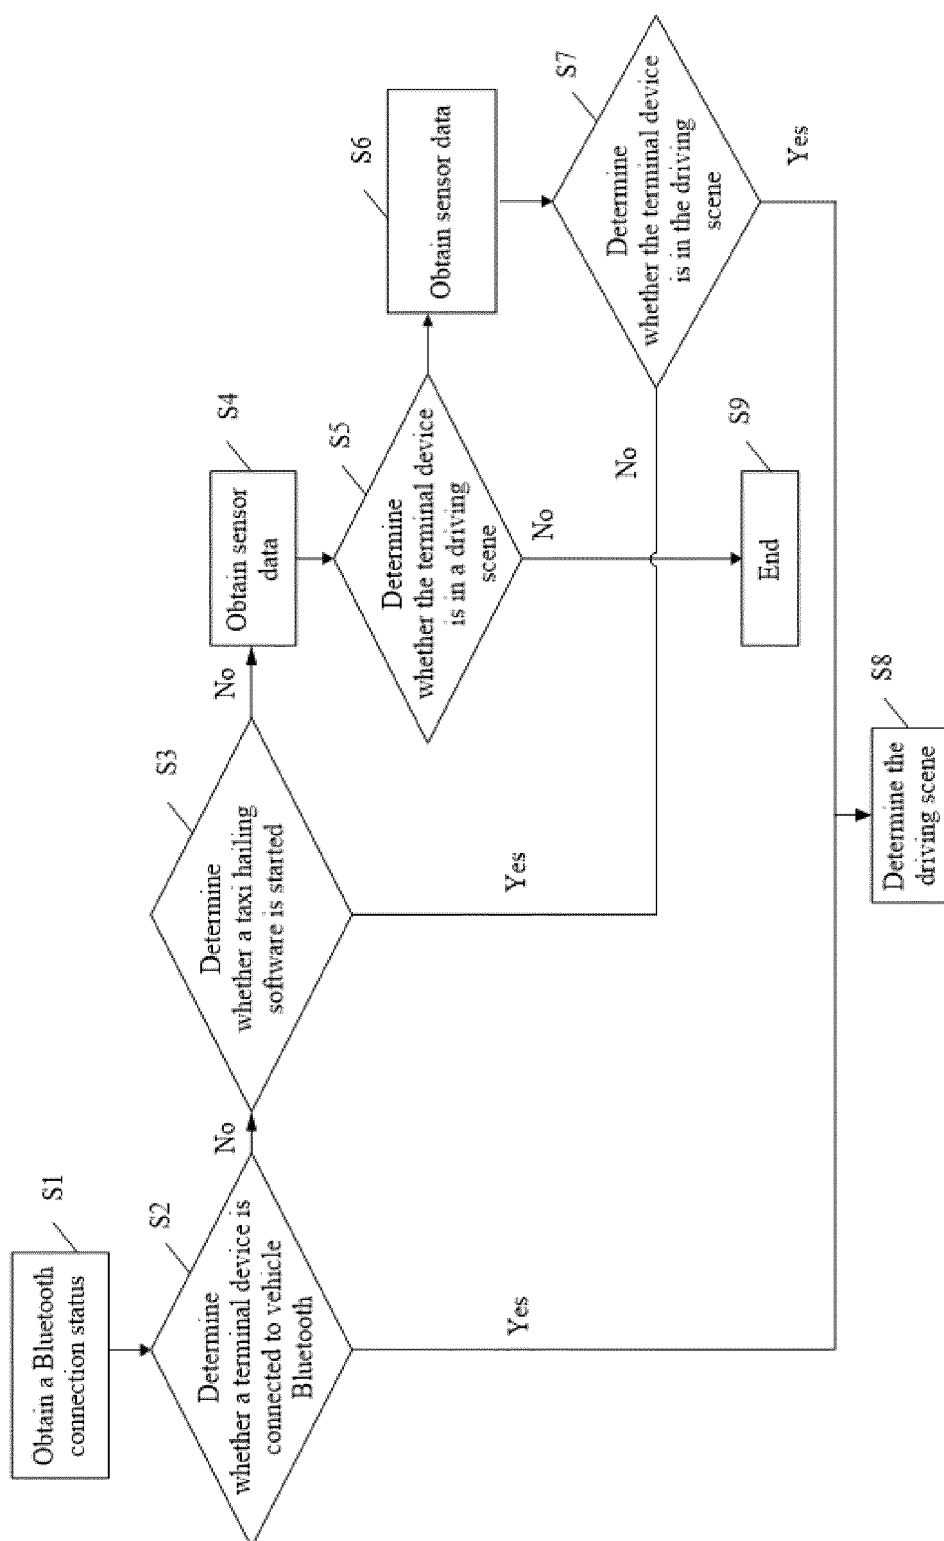 S1
Obtain a Bluetooth
connection status
S2
Determine
whether a terminal device is
connected to vehicle
Bluetooth
No
Yes
S3
Determine
whether a taxi hailing
software is started
No
Yes
S4
Obtain sensor
data
S5
Determine
whether the terminal device
is in a driving
scene
No
S6
Obtain sensor data
S7
Determine
whether the terminal device
is in the driving
scene
No
Yes
S9
End
S8
Determine the
driving scene